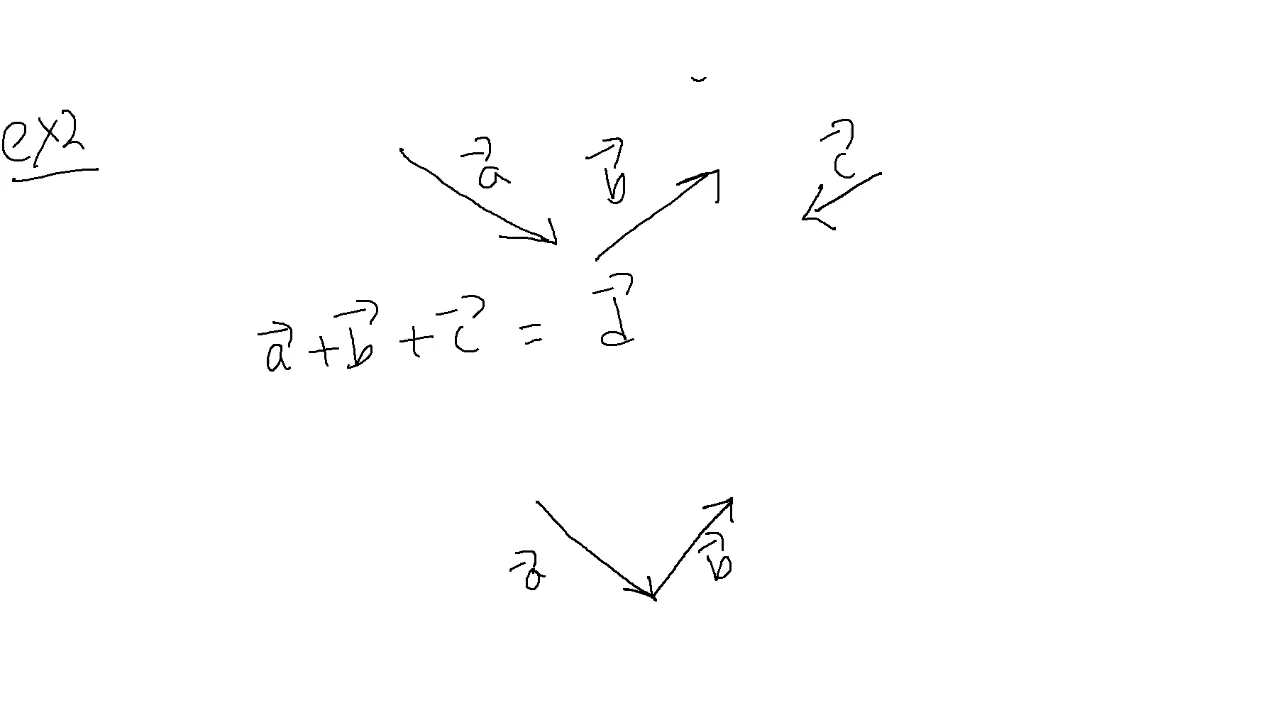 ex2
a⃗ b⃗ c⃗
a⃗ + b⃗ + c⃗ = d⃗
a⃗ b⃗